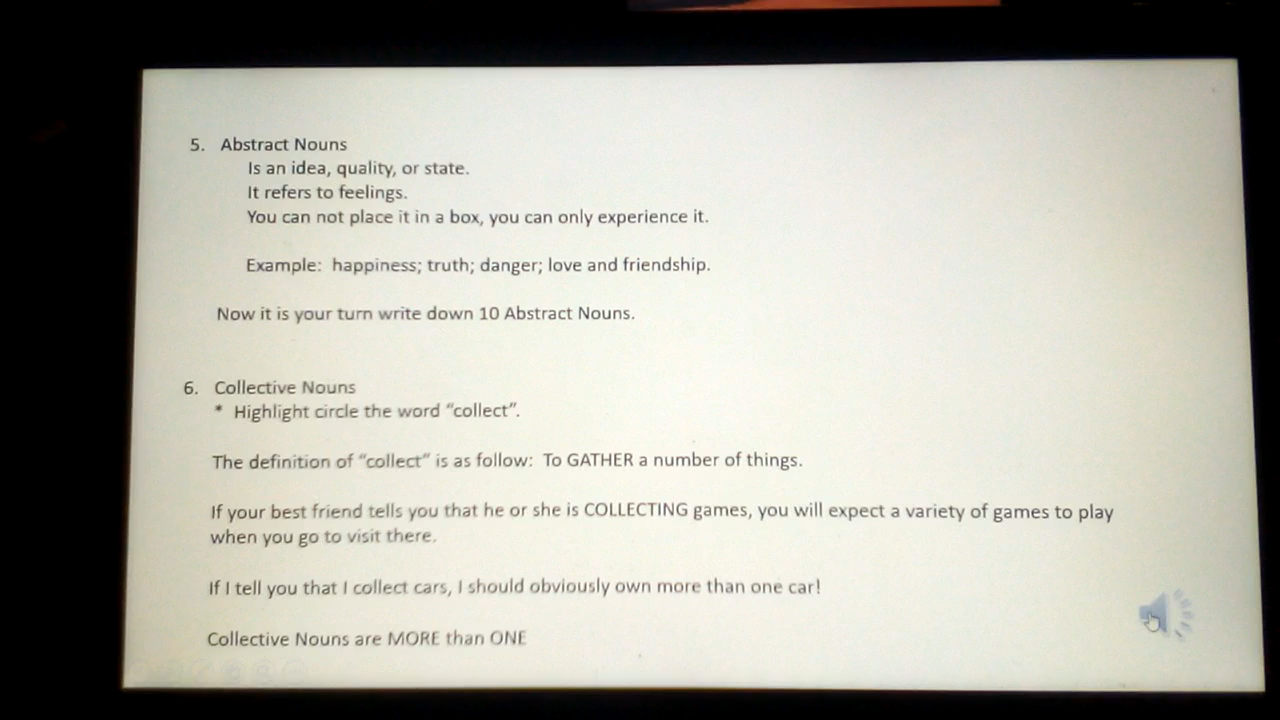 5. Abstract Nouns
Is an idea, quality, or state.
It refers to feelings.
You can not place it in a box, you can only experience it.
Example: happiness; truth; danger; love and friendship.
Now it is your turn write down 10 Abstract Nouns.
6. Collective Nouns
* Highlight circle the word “collect”.
The definition of “collect” is as follow: To GATHER a number of things.
If your best friend tells you that he or she is COLLECTING games, you will expect a variety of games to play
when you go to visit there.
If I tell you that I collect cars, I should obviously own more than one car!
Collective Nouns are MORE than ONE